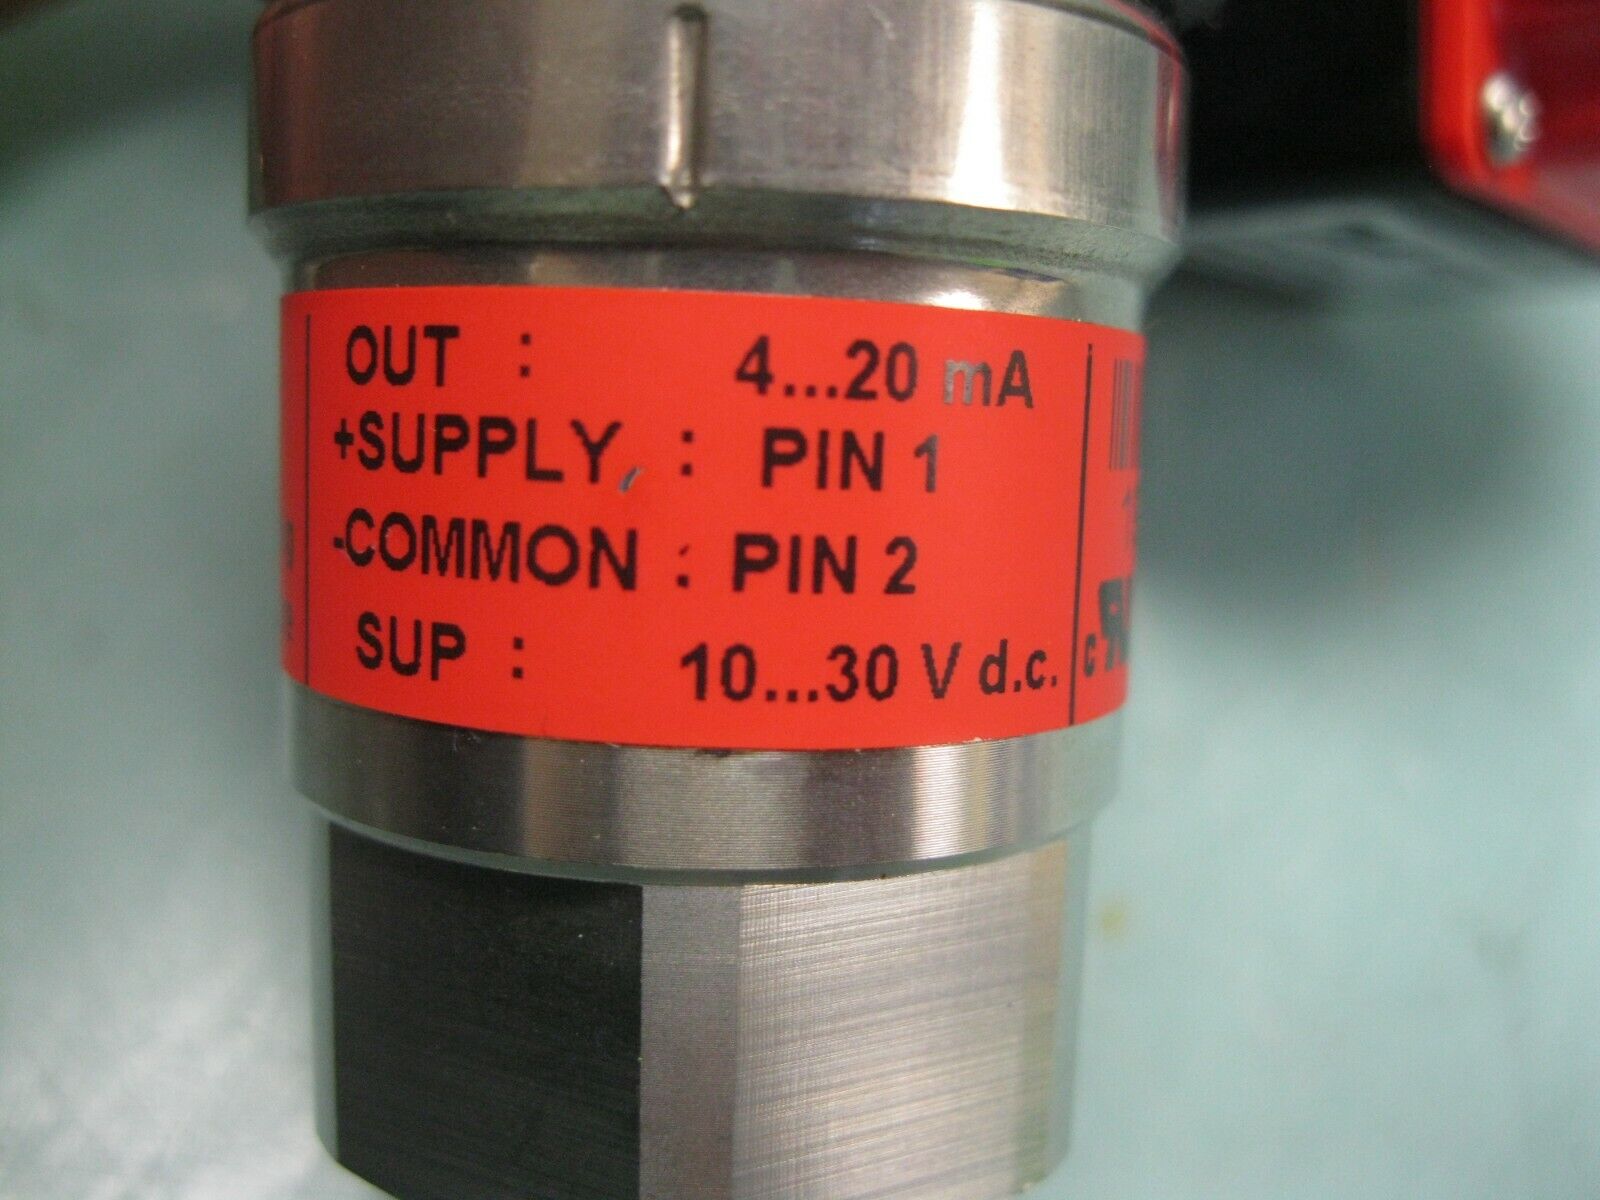 OUT : 4...20 mA
+SUPPLY : PIN 1
-COMMON : PIN 2
SUP : 10...30 V d.c.
c